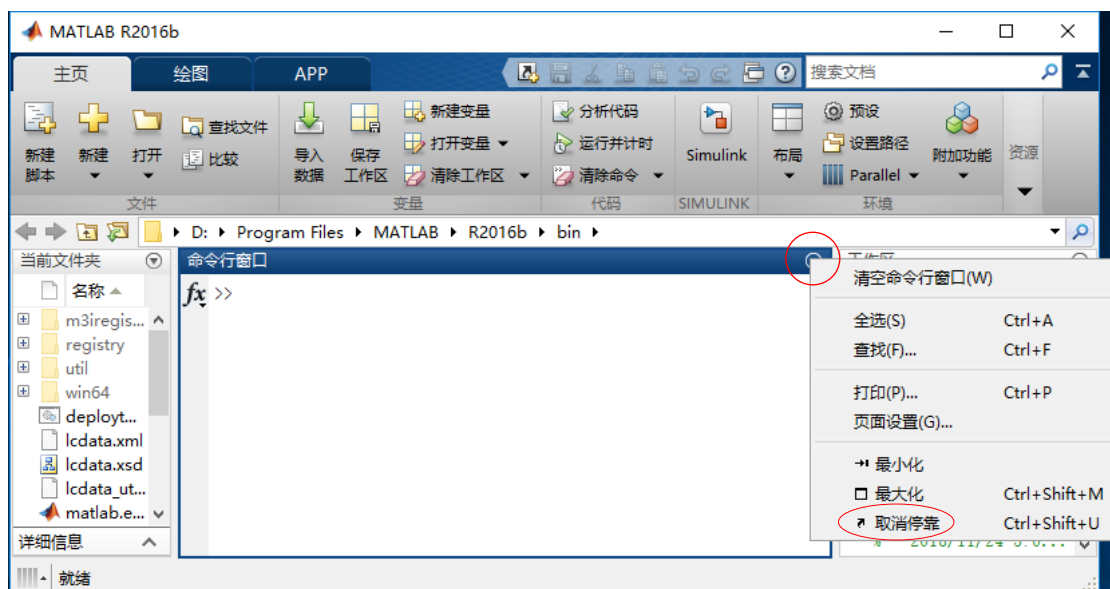 MATLAB R2016b
主页 绘图 APP 搜索文档
新建脚本 新建 打开 查找文件 比较 导入数据 保存工作区 新建变量 打开变量 清除工作区 分析代码 运行并计时 清除命令 Simulink 布局 预设 设置路径 Parallel 附加功能 资源
文件 变量 代码 SIMULINK 环境
D: Program Files MATLAB R2016b bin
当前文件夹 命令行窗口 工作区
名称
fx >>
m3iregis...
registry
util
win64
deployt...
lcdata.xml
lcdata.xsd
lcdata_ut...
matlab.e...
详细信息
清空命令行窗口(W)
全选(S) Ctrl+A
查找(F)... Ctrl+F
打印(P)... Ctrl+P
页面设置(G)...
最小化
最大化 Ctrl+Shift+M
取消停靠 Ctrl+Shift+U
就绪